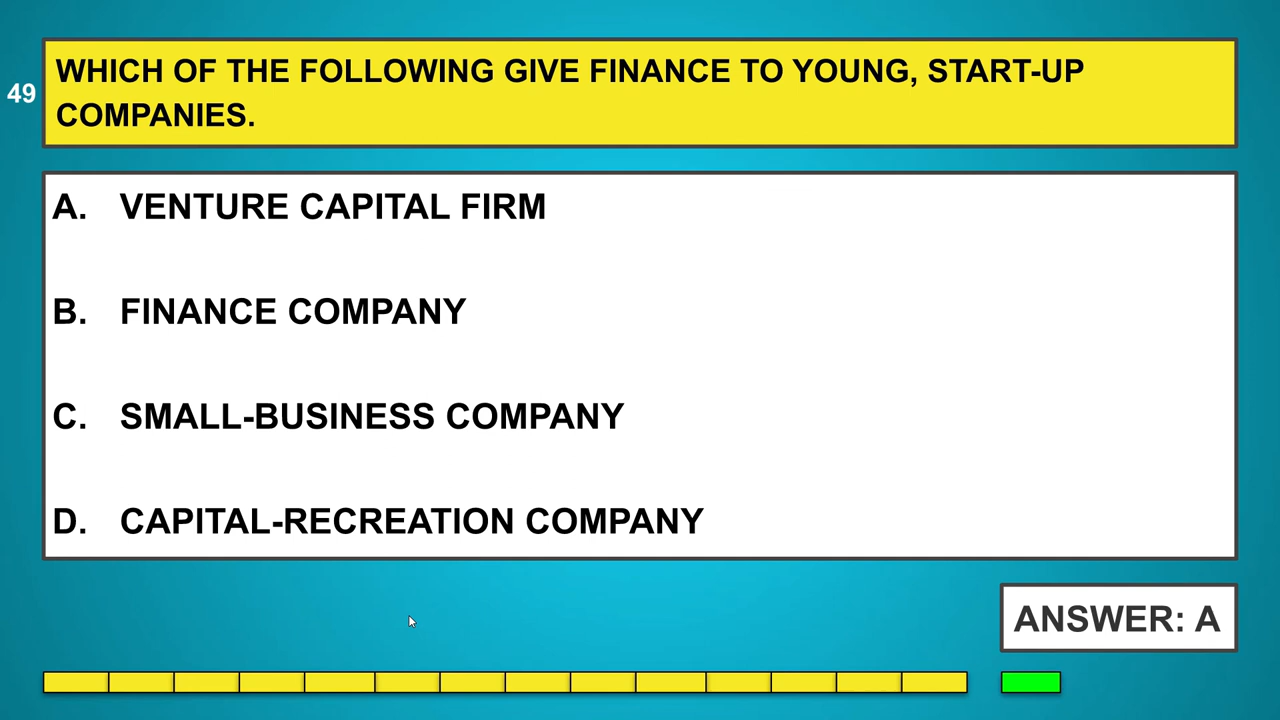 49
WHICH OF THE FOLLOWING GIVE FINANCE TO YOUNG, START-UP
COMPANIES.
A. VENTURE CAPITAL FIRM
B. FINANCE COMPANY
C. SMALL-BUSINESS COMPANY
D. CAPITAL-RECREATION COMPANY
ANSWER: A